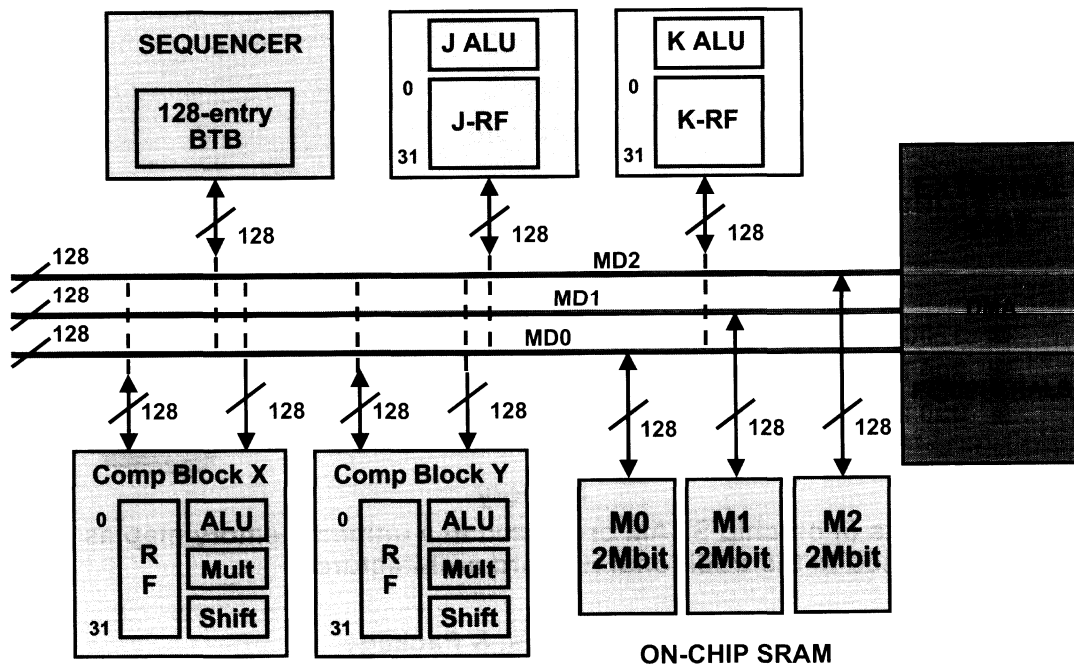 SEQUENCER
128-entry
BTB
J ALU
0
J-RF
31
K ALU
0
K-RF
31
128
128
128
128
MD2
128
MD1
128
MD0
128
128
128
128
128
128
128
Comp Block X
0
R
F
31
ALU
Mult
Shift
Comp Block Y
0
R
F
31
ALU
Mult
Shift
M0
2Mbit
M1
2Mbit
M2
2Mbit
ON-CHIP SRAM